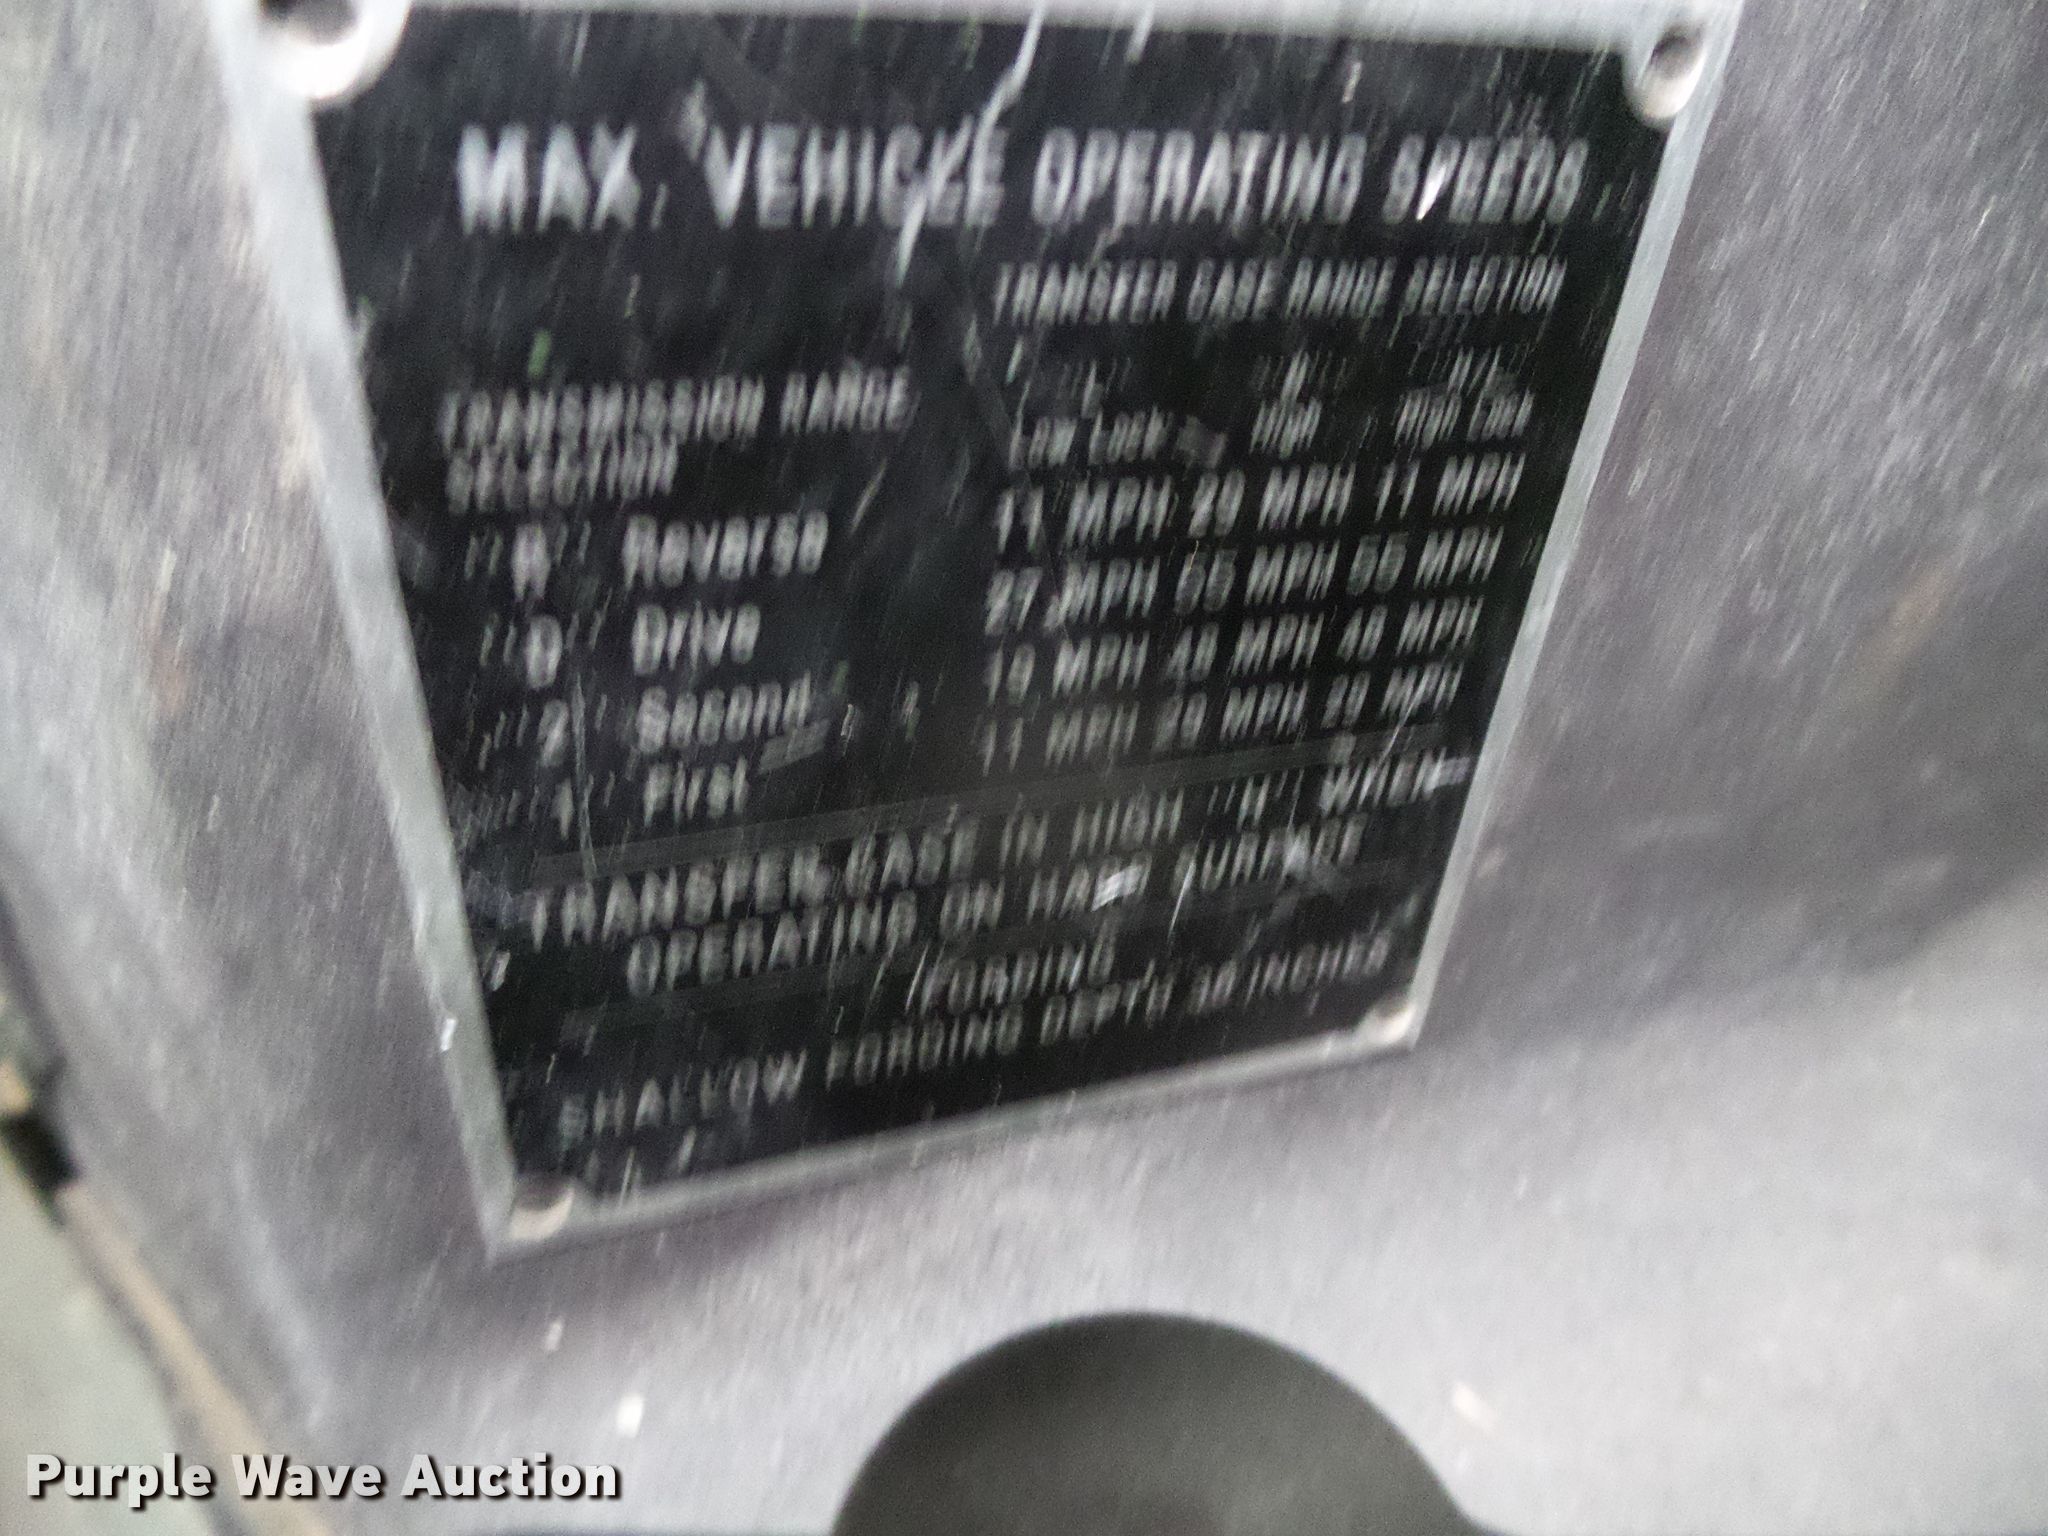 MAX. VEHICLE OPERATING SPEEDS
TRANSFER CASE RANGE SELECTION
TRANSMISSION RANGE
SELECTION
"L" "H" "H/L"
Low Lock High High Lock
"R" Reverse 11 MPH 29 MPH 11 MPH
"D" Drive 27 MPH 55 MPH 55 MPH
"2" Second 19 MPH 48 MPH 48 MPH
"1" First 11 MPH 29 MPH 29 MPH
TRANSFER CASE IN HIGH "H" WHEN
OPERATING ON HARD SURFACE
FORDING
SHALLOW FORDING DEPTH 30 INCHES
Purple Wave Auction